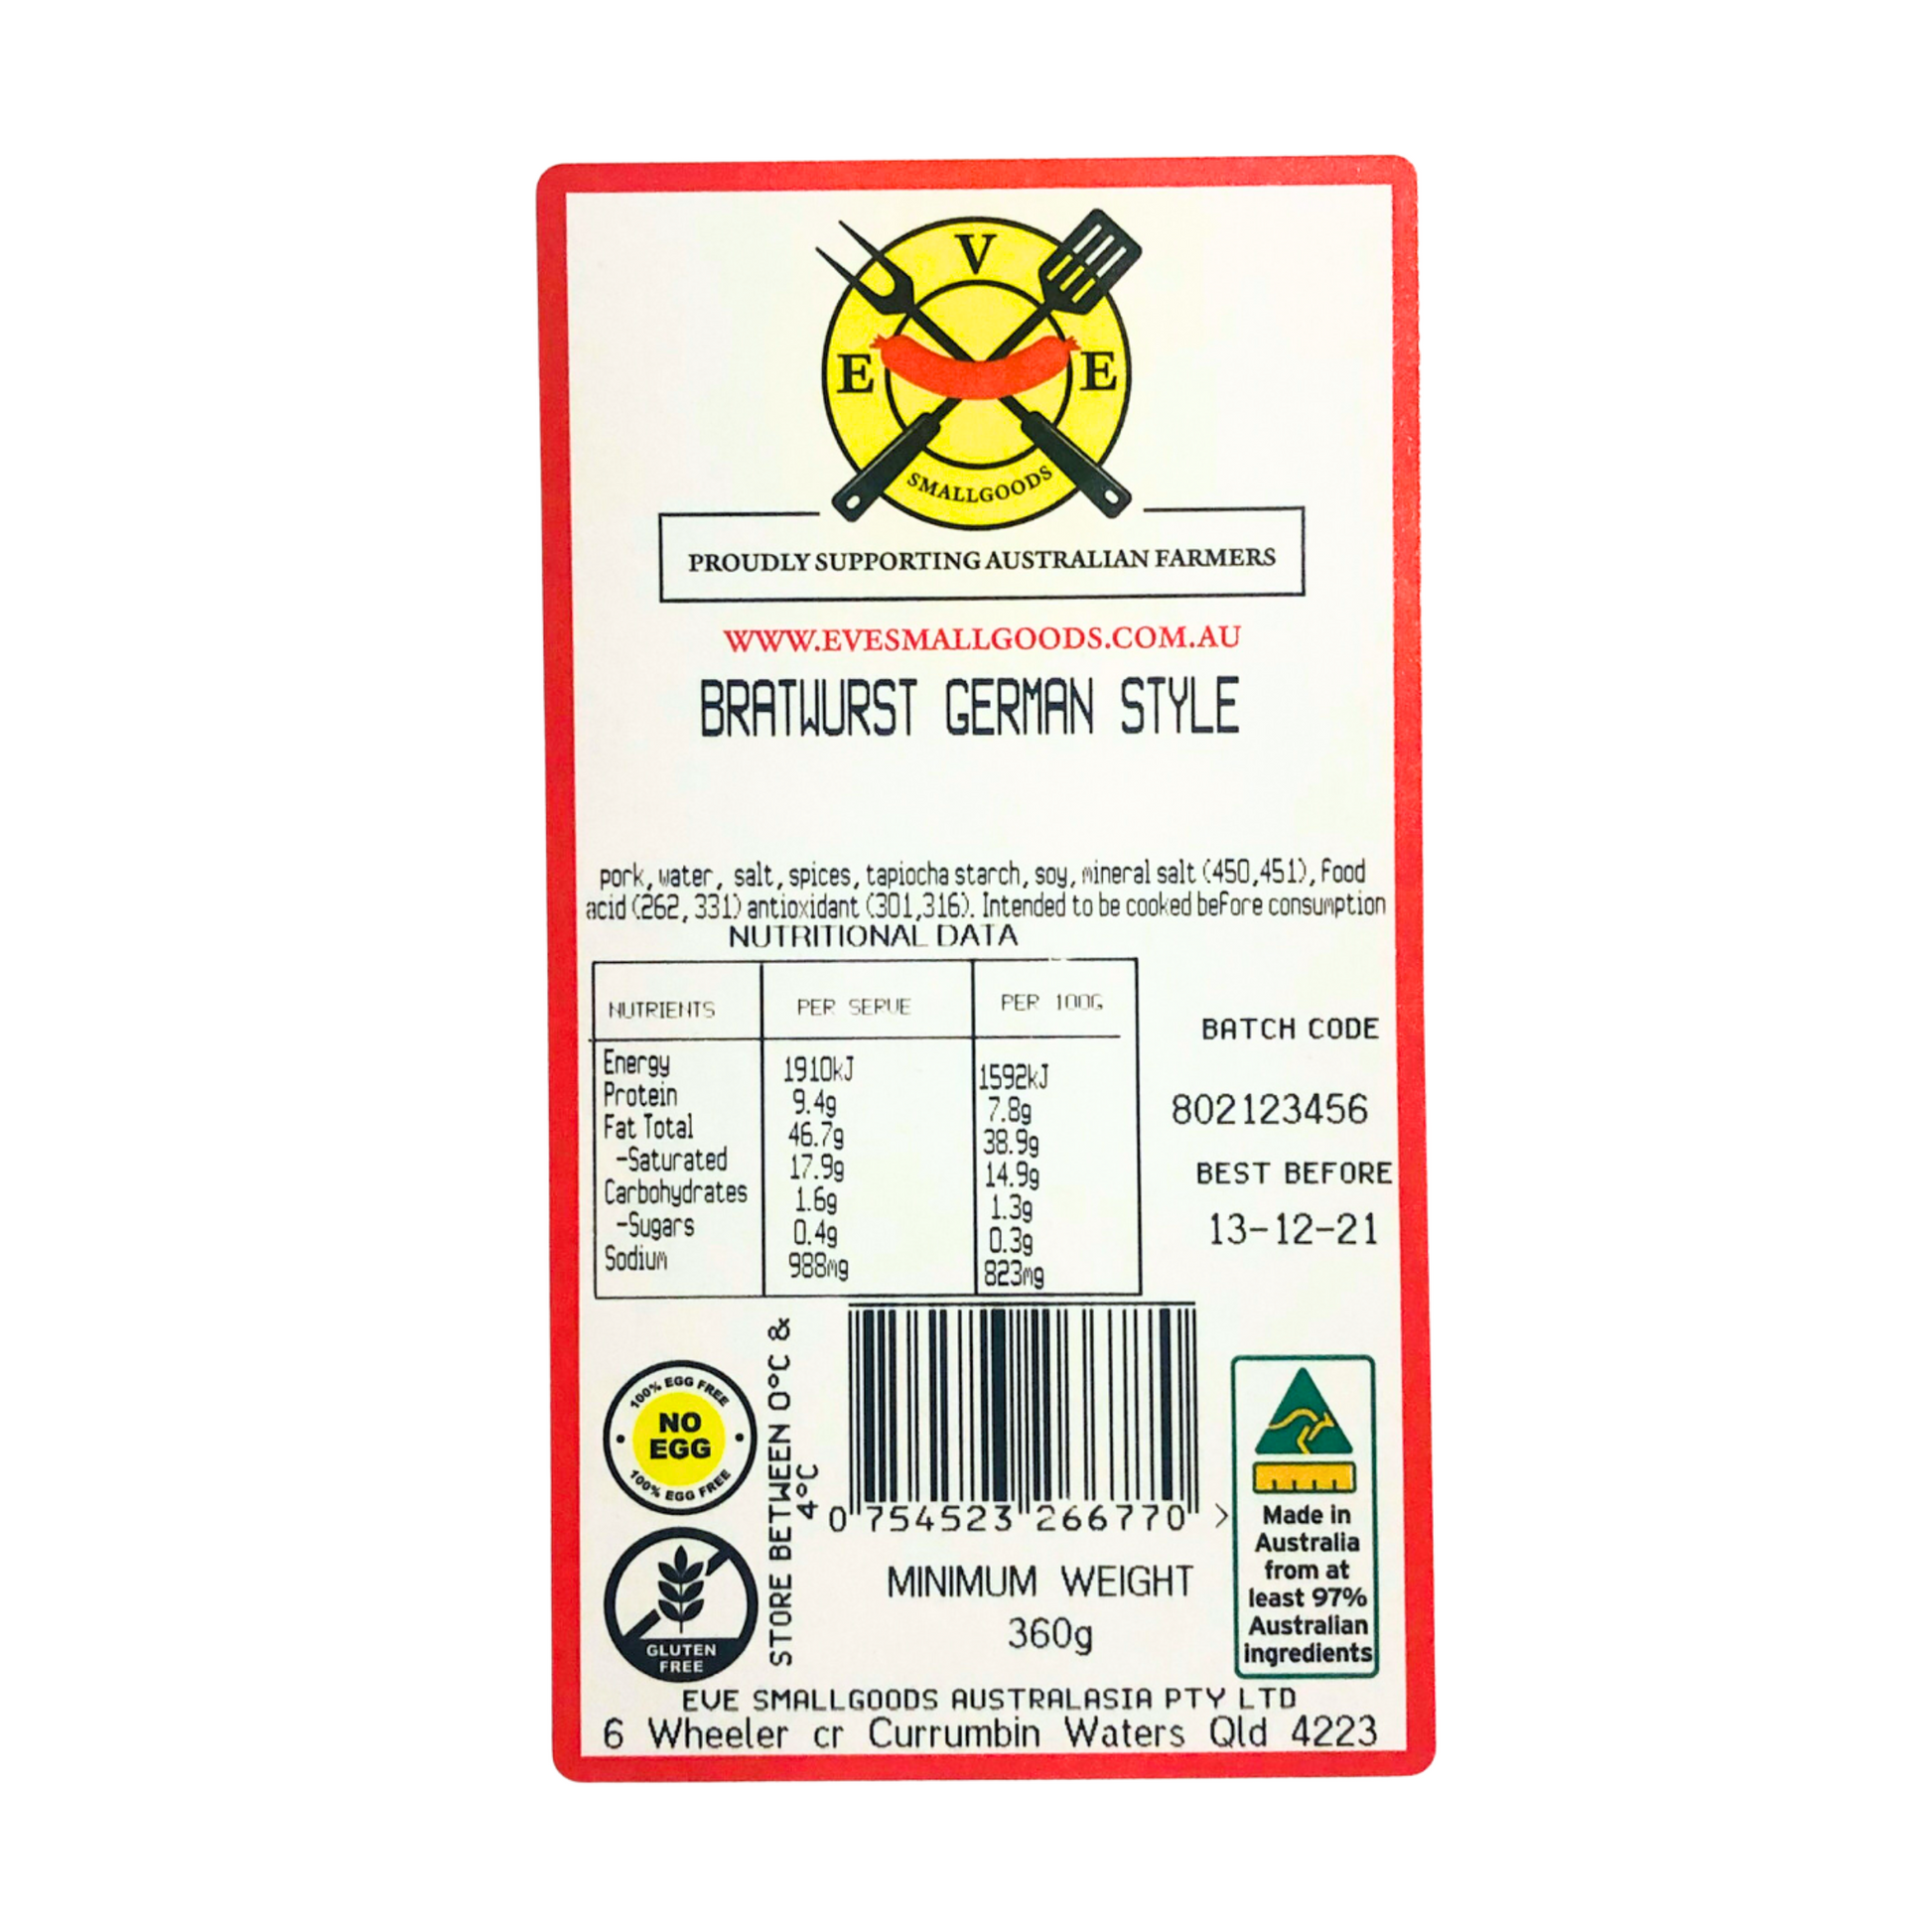 V
E E
SMALLGOODS
PROUDLY SUPPORTING AUSTRALIAN FARMERS
WWW.EVESMALLGOODS.COM.AU
BRATWURST GERMAN STYLE
pork, water, salt, spices, tapiocha starch, soy, mineral salt (450,451), food
acid (262, 331) antioxidant (301,316). Intended to be cooked before consumption
NUTRITIONAL DATA
NUTRIENTS PER SERVE PER 100G
Energy 1910kJ 1592kJ
Protein 9.4g 7.8g
Fat Total 46.7g 38.9g
-Saturated 17.9g 14.9g
Carbohydrates 1.6g 1.3g
-Sugars 0.4g 0.3g
Sodium 988mg 823mg
BATCH CODE
802123456
BEST BEFORE
13-12-21
100% EGG FREE
NO
EGG
100% EGG FREE
GLUTEN
FREE
STORE BETWEEN 0°C &
4°C
0 754523 266770 >
MINIMUM WEIGHT
360g
Made in
Australia
from at
least 97%
Australian
ingredients
EVE SMALLGOODS AUSTRALASIA PTY LTD
6 Wheeler cr Currumbin Waters Qld 4223